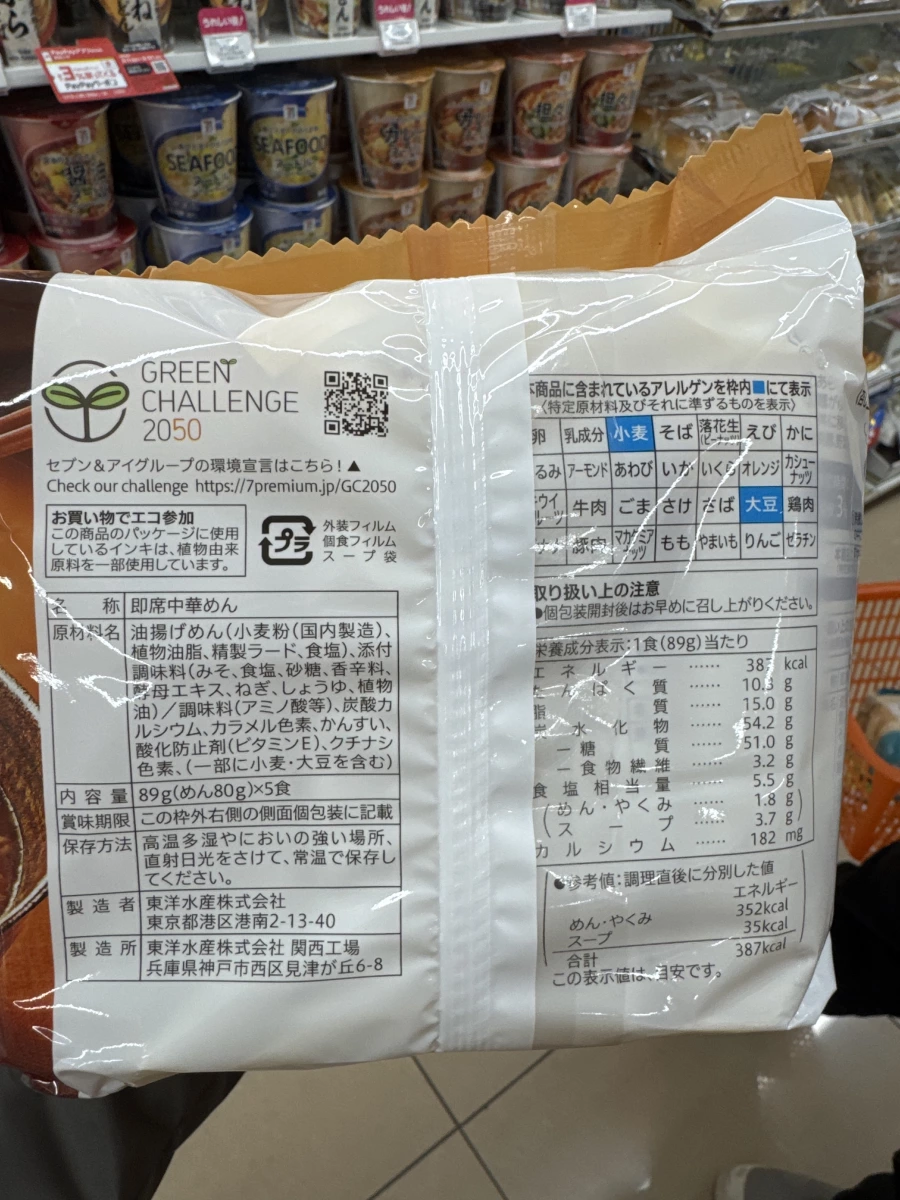 うれしい値!
うれしい値!
PayPay
SEAFOOD
SEAFOOD
担々
担々
GREEN
CHALLENGE
2050
セブン&アイグループの環境宣言はこちら!▲
Check our challenge https://7premium.jp/GC2050
お買い物でエコ参加
この商品のパッケージに使用
しているインキは、植物由来
原料を一部使用しています。
プラ
外装フィルム
個食フィルム
スープ袋
名称 即席中華めん
原材料名 油揚げめん(小麦粉(国内製造)、
植物油脂、精製ラード、食塩)、添付
調味料(みそ、食塩、砂糖、香辛料、
酵母エキス、ねぎ、しょうゆ、植物
油)/調味料(アミノ酸等)、炭酸カ
ルシウム、カラメル色素、かんすい、
酸化防止剤(ビタミンE)、クチナシ
色素、(一部に小麦・大豆を含む)
内容量 89g(めん80g)×5食
賞味期限 この枠外右側の側面個包装に記載
保存方法 高温多湿やにおいの強い場所、
直射日光をさけて、常温で保存し
てください。
製造者 東洋水産株式会社
東京都港区港南2-13-40
製造所 東洋水産株式会社 関西工場
兵庫県神戸市西区見津が丘6-8
本商品に含まれているアレルゲンを枠内■にて表示
〈特定原材料及びそれに準ずるものを表示〉
卵 乳成分 小麦 そば 落花生(ピーナッツ) えび かに
るみ アーモンド あわび いか いくら オレンジ カシューナッツ
ウイ 牛肉 ごま さけ さば 大豆 鶏肉
豚肉 マカダミアナッツ もも やまいも りんご ゼラチン
取り扱い上の注意
●個包装開封後はお早めに召し上がりください。
栄養成分表示:1食(89g)当たり
エネルギー …… 387 kcal
たんぱく質 …… 10.3 g
脂質 …… 15.0 g
炭水化物 …… 54.2 g
ー糖質 …… 51.0 g
ー食物繊維 …… 3.2 g
食塩相当量 …… 5.5 g
(めん・やくみ …… 1.8 g)
(スープ …… 3.7 g)
カルシウム …… 182 mg
●参考値:調理直後に分別した値
エネルギー
めん・やくみ 352kcal
スープ 35kcal
合計 387kcal
この表示値は、目安です。